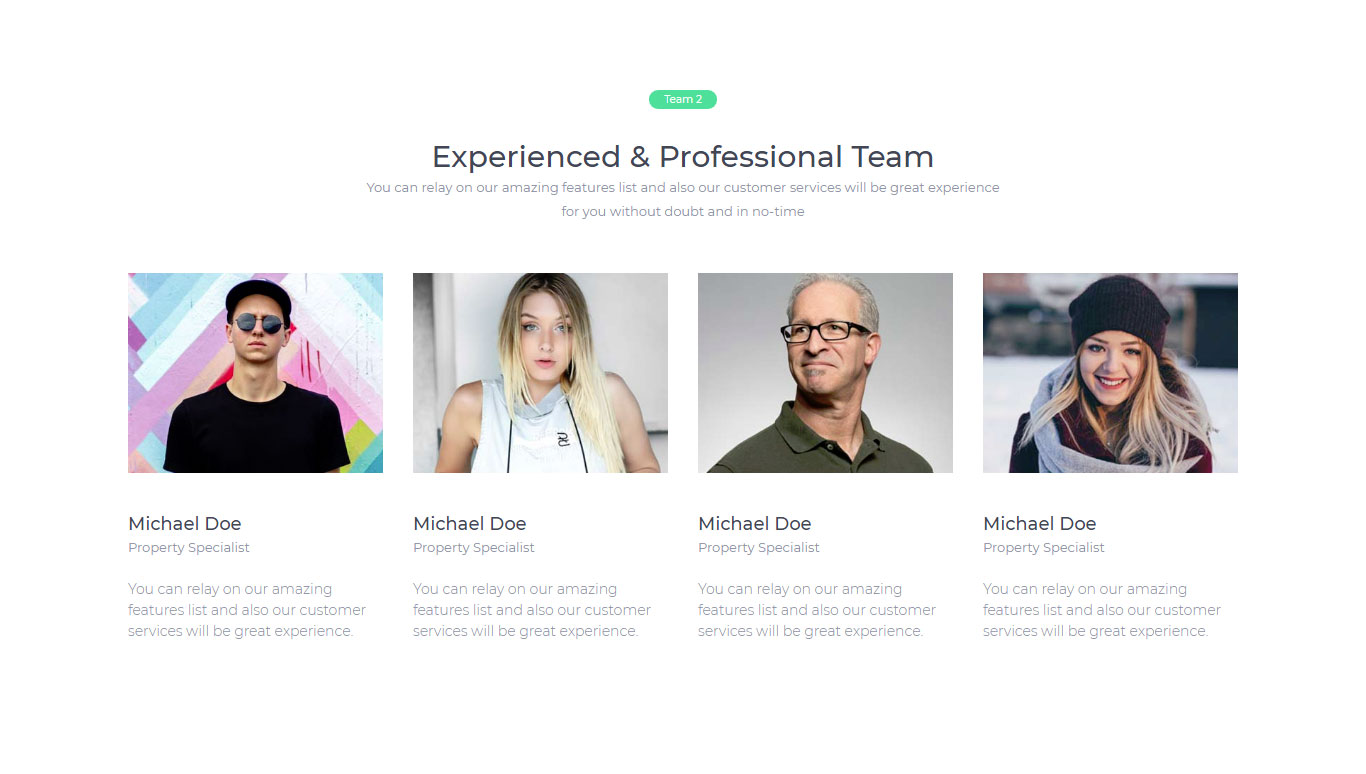 Team 2
Experienced & Professional Team
You can relay on our amazing features list and also our customer services will be great experience
for you without doubt and in no-time
Michael Doe
Property Specialist
You can relay on our amazing
features list and also our customer
services will be great experience.
Michael Doe
Property Specialist
You can relay on our amazing
features list and also our customer
services will be great experience.
Michael Doe
Property Specialist
You can relay on our amazing
features list and also our customer
services will be great experience.
Michael Doe
Property Specialist
You can relay on our amazing
features list and also our customer
services will be great experience.